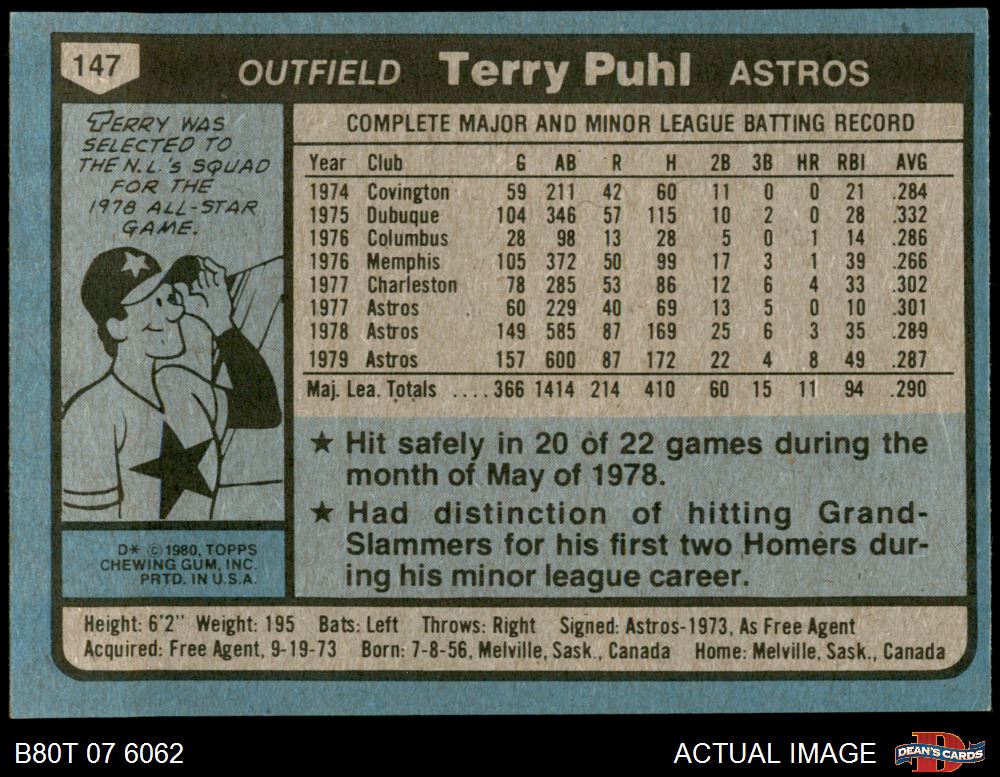 147
OUTFIELD Terry Puhl ASTROS
TERRY WAS
SELECTED TO
THE N.L.'s SQUAD
FOR THE
1978 ALL-STAR
GAME.
COMPLETE MAJOR AND MINOR LEAGUE BATTING RECORD
Year Club G AB R H 2B 3B HR RBI AVG
1974 Covington 59 211 42 60 11 0 0 21 .284
1975 Dubuque 104 346 57 115 10 2 0 28 .332
1976 Columbus 28 98 13 28 5 0 1 14 .286
1976 Memphis 105 372 50 99 17 3 1 39 .266
1977 Charleston 78 285 53 86 12 6 4 33 .302
1977 Astros 60 229 40 69 13 5 0 10 .301
1978 Astros 149 585 87 169 25 6 3 35 .289
1979 Astros 157 600 87 172 22 4 8 49 .287
Maj. Lea. Totals ....366 1414 214 410 60 15 11 94 .290
★ Hit safely in 20 of 22 games during the
month of May of 1978.
★ Had distinction of hitting Grand-
Slammers for his first two Homers dur-
ing his minor league career.
D* © 1980, TOPPS
CHEWING GUM, INC.
PRTD. IN U.S.A.
Height: 6'2" Weight: 195 Bats: Left Throws: Right Signed: Astros-1973, As Free Agent
Acquired: Free Agent, 9-19-73 Born: 7-8-56, Melville, Sask., Canada Home: Melville, Sask., Canada
B80T 07 6062
ACTUAL IMAGE
D
DEAN'S CARDS